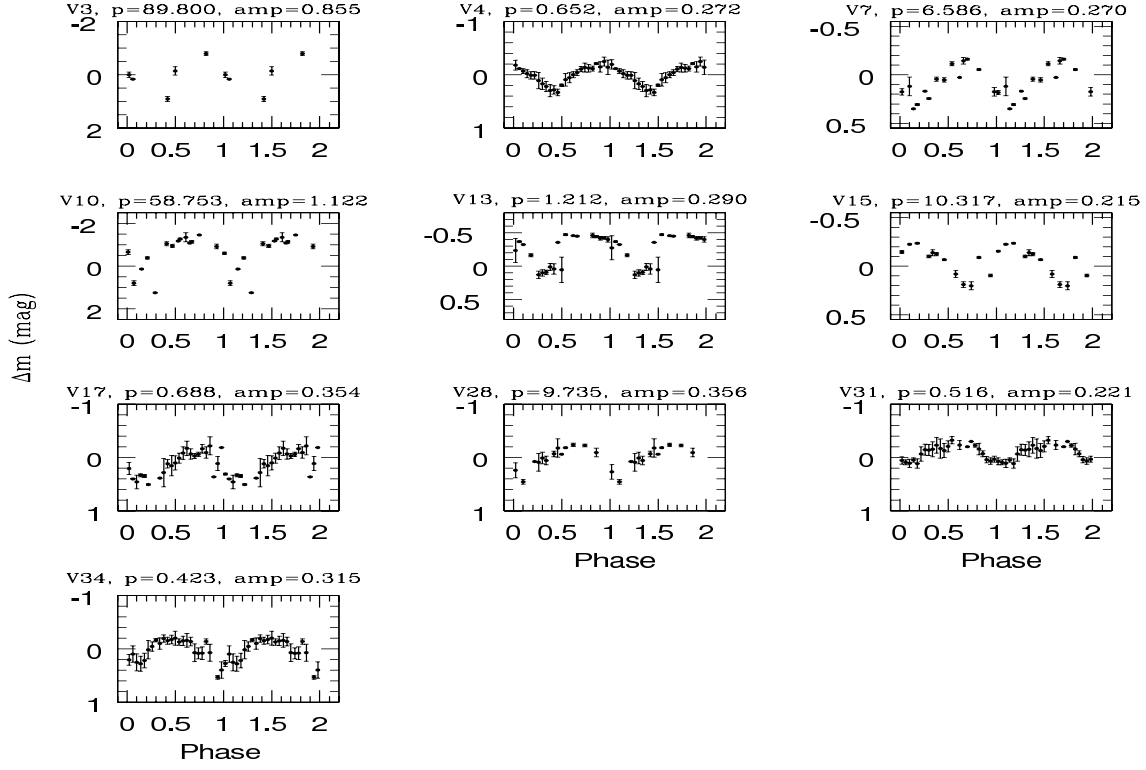 V3, p=89.800, amp=0.855
V4, p=0.652, amp=0.272
V7, p=6.586, amp=0.270
-2
0
2
0 0.5 1 1.5 2
-1
0
1
0 0.5 1 1.5 2
-0.5
0
0.5
0 0.5 1 1.5 2
V10, p=58.753, amp=1.122
V13, p=1.212, amp=0.290
V15, p=10.317, amp=0.215
-2
0
2
0 0.5 1 1.5 2
-0.5
0
0.5
0 0.5 1 1.5 2
-0.5
0
0.5
0 0.5 1 1.5 2
Δm (mag)
V17, p=0.688, amp=0.354
V28, p=9.735, amp=0.356
V31, p=0.516, amp=0.221
-1
0
1
0 0.5 1 1.5 2
-1
0
1
0 0.5 1 1.5 2
Phase
-1
0
1
0 0.5 1 1.5 2
Phase
V34, p=0.423, amp=0.315
-1
0
1
0 0.5 1 1.5 2
Phase